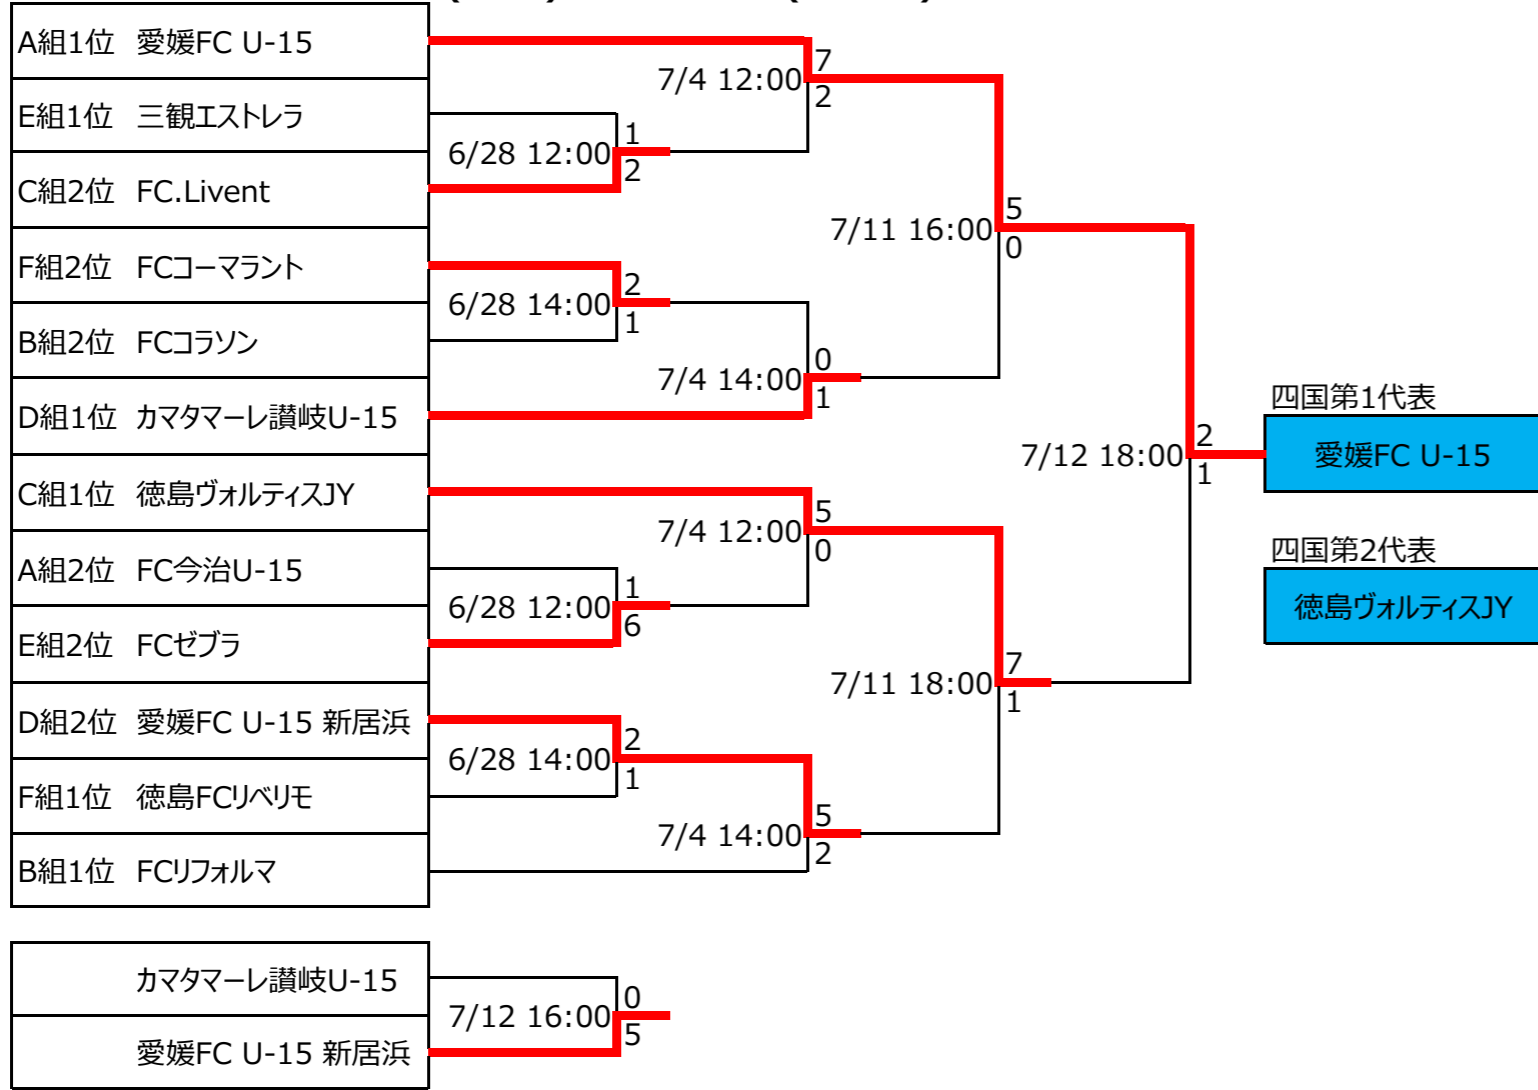 A組1位 愛媛FC U-15
E組1位 三観エストレラ
C組2位 FC.Livent
F組2位 FCコーマラント
B組2位 FCコラソン
D組1位 カマタマーレ讃岐U-15
C組1位 徳島ヴォルティスJY
A組2位 FC今治U-15
E組2位 FCゼブラ
D組2位 愛媛FC U-15 新居浜
F組1位 徳島FCリベリモ
B組1位 FCリフォルマ
6/28 12:00
1
2
6/28 14:00
2
1
6/28 12:00
1
6
6/28 14:00
2
1
7/4 12:00
7
2
7/4 14:00
0
1
7/4 12:00
5
0
7/4 14:00
5
2
7/11 16:00
5
0
7/11 18:00
7
1
7/12 18:00
2
1
四国第1代表
愛媛FC U-15
四国第2代表
徳島ヴォルティスJY
カマタマーレ讃岐U-15
愛媛FC U-15 新居浜
7/12 16:00
0
5